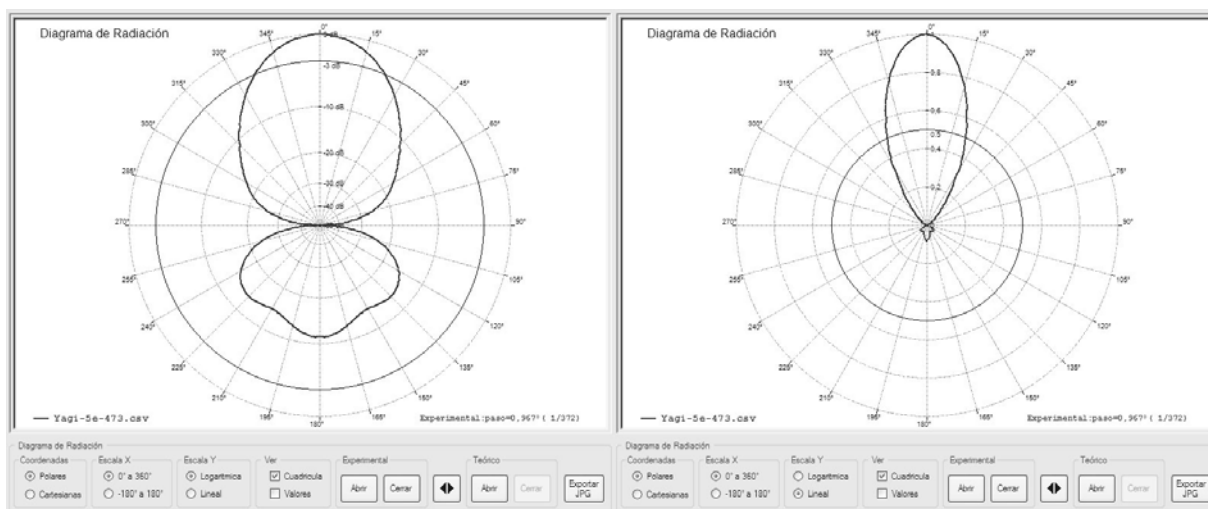 Diagrama de Radiación
0°
15°
30°
45°
60°
75°
90°
105°
120°
135°
150°
165°
180°
195°
210°
225°
240°
255°
270°
285°
300°
315°
330°
345°
-3 dB
-10 dB
-20 dB
-30 dB
-40 dB
Yagi-5e-473.csv
Experimental:paso=0,967° ( 1/372)
Diagrama de Radiación
Coordenadas
Polares
Cartesianas
Escala X
0° a 360°
-180° a 180°
Escala Y
Logarítmica
Lineal
Ver
Cuadrícula
Valores
Experimental
Abrir
Cerrar
Teórico
Abrir
Cerrar
Exportar
JPG
Diagrama de Radiación
0°
15°
30°
45°
60°
75°
90°
105°
120°
135°
150°
165°
180°
195°
210°
225°
240°
255°
270°
285°
300°
315°
330°
345°
0.8
0.6
0.5
0.4
0.2
Yagi-5e-473.csv
Experimental:paso=0,967° ( 1/372)
Diagrama de Radiación
Coordenadas
Polares
Cartesianas
Escala X
0° a 360°
-180° a 180°
Escala Y
Logarítmica
Lineal
Ver
Cuadrícula
Valores
Experimental
Abrir
Cerrar
Teórico
Abrir
Cerrar
Exportar
JPG